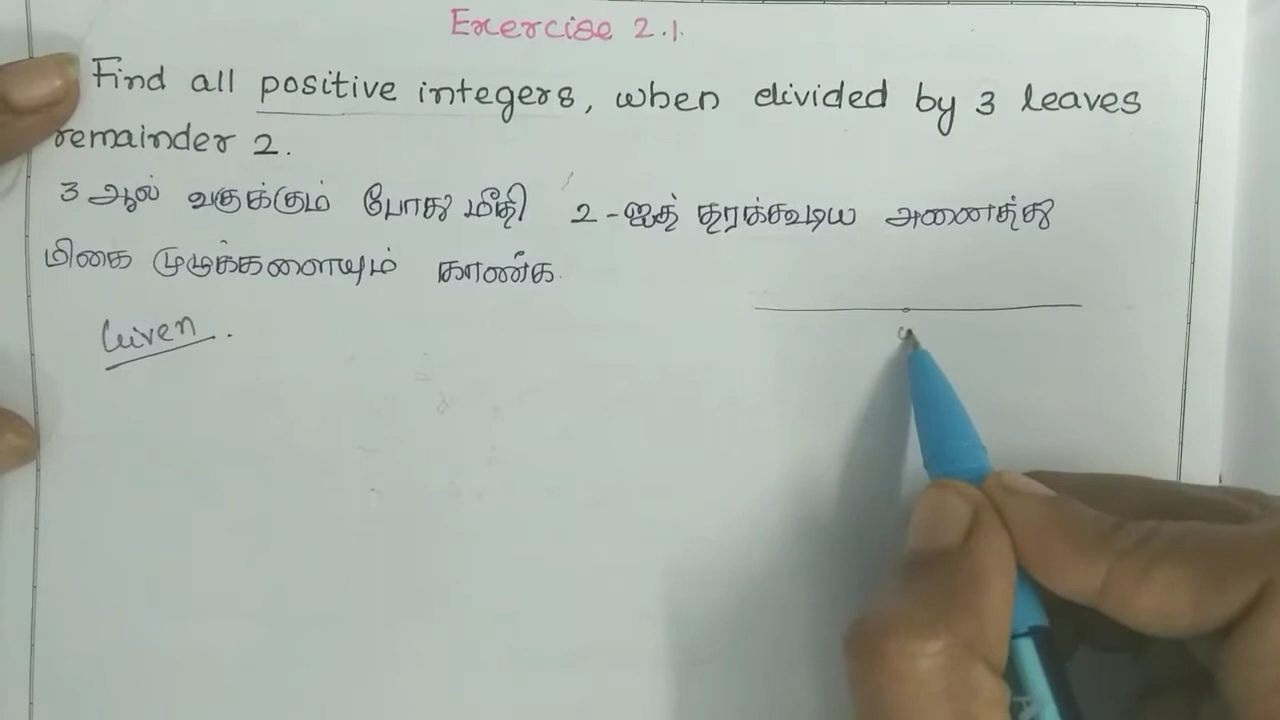 Exercise 2.1.
Find all positive integers, when divided by 3 leaves
remainder 2.
3 ஆல் வகுக்கும் போது மீதி 2 -ஐத் தரக்கூடிய அனைத்து
மிகை முழுக்களையும் காண்க.
Given.